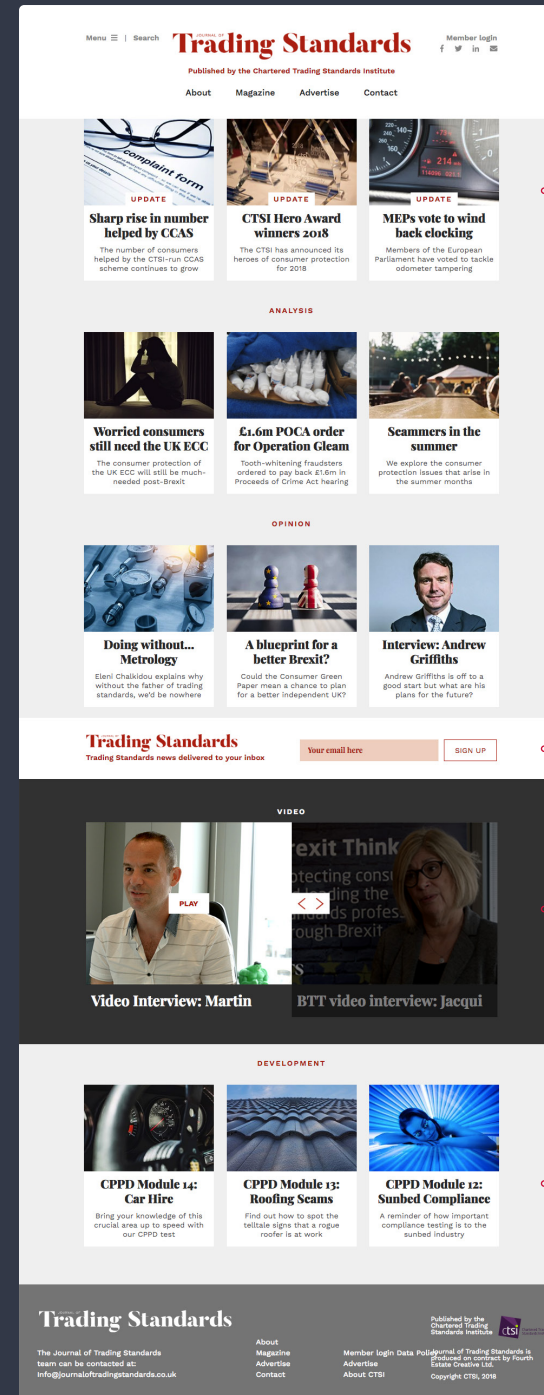 Menu | Search
JOURNAL OF
Trading Standards
Member login
Published by the Chartered Trading Standards Institute
About Magazine Advertise Contact
complaint form
UPDATE
Sharp rise in number
helped by CCAS
The number of consumers
helped by the CTSI-run CCAS
scheme continues to grow
UPDATE
CTSI Hero Award
winners 2018
The CTSI has announced its
heroes of consumer protection
for 2018
UPDATE
MEPs vote to wind
back clocking
Members of the European
Parliament have voted to tackle
odometer tampering
ANALYSIS
Worried consumers
still need the UK ECC
The consumer protection of
the UK ECC will still be much-
needed post-Brexit
£1.6m POCA order
for Operation Gleam
Tooth-whitening fraudsters
ordered to pay back £1.6m in
Proceeds of Crime Act hearing
Scammers in the
summer
We explore the consumer
protection issues that arise in
the summer months
OPINION
Doing without...
Metrology
Eleni Chalkidou explains why
without the father of trading
standards, we'd be nowhere
A blueprint for a
better Brexit?
Could the Consumer Green
Paper mean a chance to plan
for a better independent UK?
Interview: Andrew
Griffiths
Andrew Griffiths is off to a
good start but what are his
plans for the future?
Trading Standards
Trading Standards news delivered to your inbox
Your email here
SIGN UP
VIDEO
PLAY
exit Think
Video Interview: Martin
BTT video interview: Jacqui
DEVELOPMENT
CPPD Module 14:
Car Hire
Bring your knowledge of this
crucial area up to speed with
our CPPD test
CPPD Module 13:
Roofing Scams
Find out how to spot the
telltale signs that a rogue
roofer is at work
CPPD Module 12:
Sunbed Compliance
A reminder of how important
compliance testing is to the
sunbed industry
Trading Standards
The Journal of Trading Standards
team can be contacted at:
Info@journaloftradingstandards.co.uk
About
Magazine
Advertise
Contact
Member login Data Policy
Advertise
About CTSI
Published by the
Chartered Trading
Standards Institute
ctsi
Journal of Trading Standards is
produced on contract by Fourth
Estate Creative Ltd.
Copyright CTSI, 2018